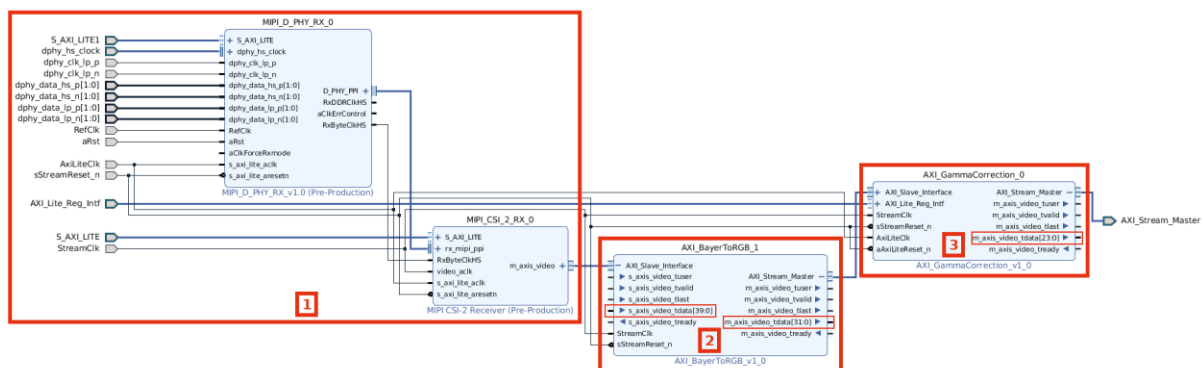 MIPI_D_PHY_RX_0
S_AXI_LITE1
dphy_hs_clock
dphy_clk_lp_p
dphy_clk_lp_n
dphy_data_hs_p[1:0]
dphy_data_hs_n[1:0]
dphy_data_lp_p[1:0]
dphy_data_lp_n[1:0]
RefClk
aRst
AxiLiteClk
sStreamReset_n
AXI_Lite_Reg_Intf
S_AXI_LITE
StreamClk
S_AXI_LITE
dphy_hs_clock
dphy_clk_lp_p
dphy_clk_lp_n
dphy_data_hs_p[1:0]
dphy_data_hs_n[1:0]
dphy_data_lp_p[1:0]
dphy_data_lp_n[1:0]
RefClk
aRst
aClkForceRxmode
s_axi_lite_aclk
s_axi_lite_aresetn
D_PHY_PPI
RxDDRClkHS
aClkErrControl
RxByteClkHS
MIPI_D_PHY_RX_v1.0 (Pre-Production)
MIPI_CSI_2_RX_0
S_AXI_LITE
rx_mipi_ppi
RxByteClkHS
video_aclk
s_axi_lite_aclk
s_axi_lite_aresetn
m_axis_video
MIPI CSI-2 Receiver (Pre-Production)
1
AXI_BayerToRGB_1
AXI_Slave_Interface
s_axis_video_tuser
s_axis_video_tvalid
s_axis_video_tlast
s_axis_video_tdata[39:0]
s_axis_video_tready
StreamClk
sStreamReset_n
AXI_Stream_Master
m_axis_video_tuser
m_axis_video_tvalid
m_axis_video_tlast
m_axis_video_tdata[31:0]
m_axis_video_tready
2
AXI_BayerToRGB_v1_0
AXI_GammaCorrection_0
AXI_Slave_Interface
AXI_Lite_Reg_Intf
StreamClk
sStreamReset_n
AxiLiteClk
aAxiLiteReset_n
AXI_Stream_Master
m_axis_video_tuser
m_axis_video_tvalid
m_axis_video_tlast
m_axis_video_tdata[23:0]
m_axis_video_tready
3
AXI_GammaCorrection_v1_0
AXI_Stream_Master